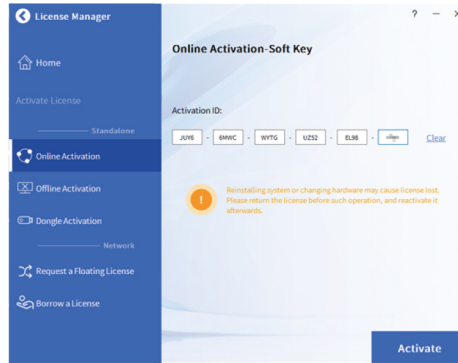 License Manager
? — ×
Home
Activate License
Standalone
Online Activation
Offline Activation
Dongle Activation
Network
Request a Floating License
Borrow a License
Online Activation-Soft Key
Activation ID:
JUY6 - 6MWC - WYTG - UZS2 - EL98 -
Clear
!
Reinstalling system or changing hardware may cause license lost.
Please return the license before such operation, and reactivate it
afterwards.
Activate